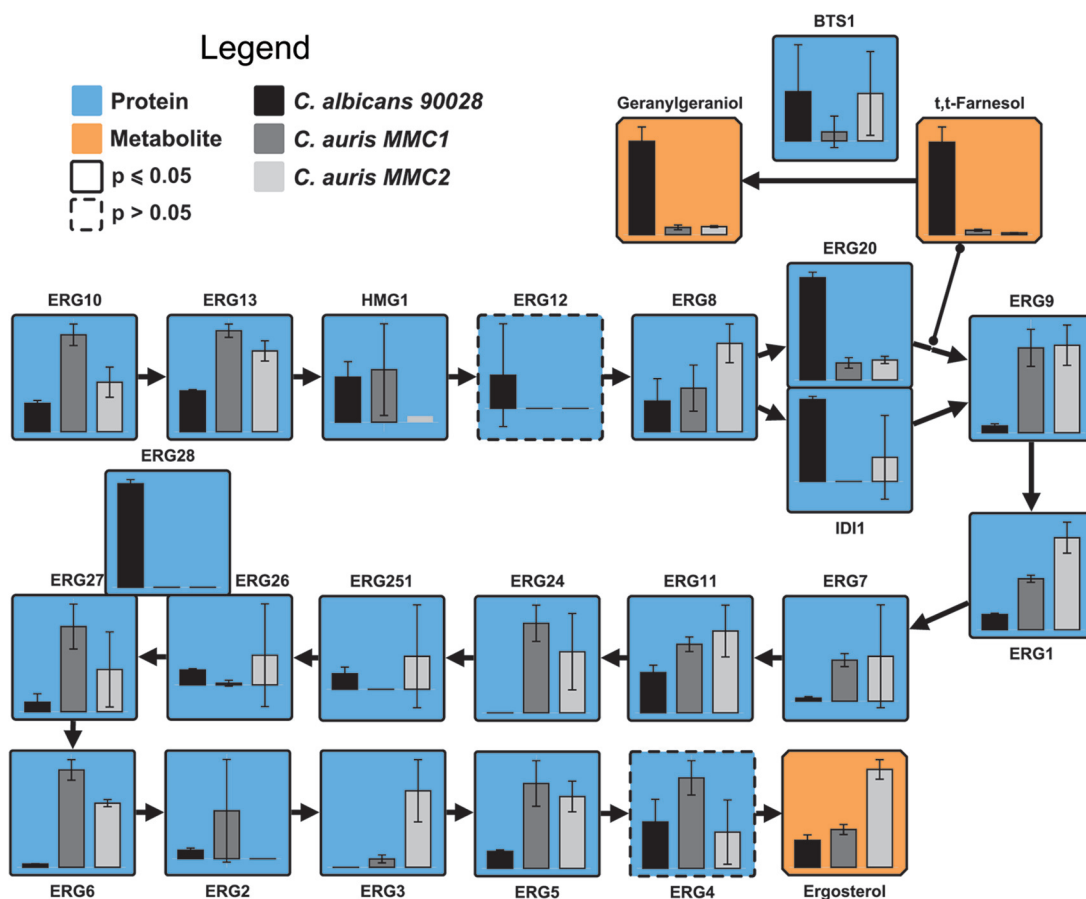 Legend
Protein
Metabolite
p ⩽ 0.05
p > 0.05
C. albicans 90028
C. auris MMC1
C. auris MMC2
BTS1
Geranylgeraniol
t,t-Farnesol
ERG10
ERG13
HMG1
ERG12
ERG8
ERG20
ERG9
IDI1
ERG28
ERG27
ERG26
ERG251
ERG24
ERG11
ERG7
ERG1
ERG6
ERG2
ERG3
ERG5
ERG4
Ergosterol